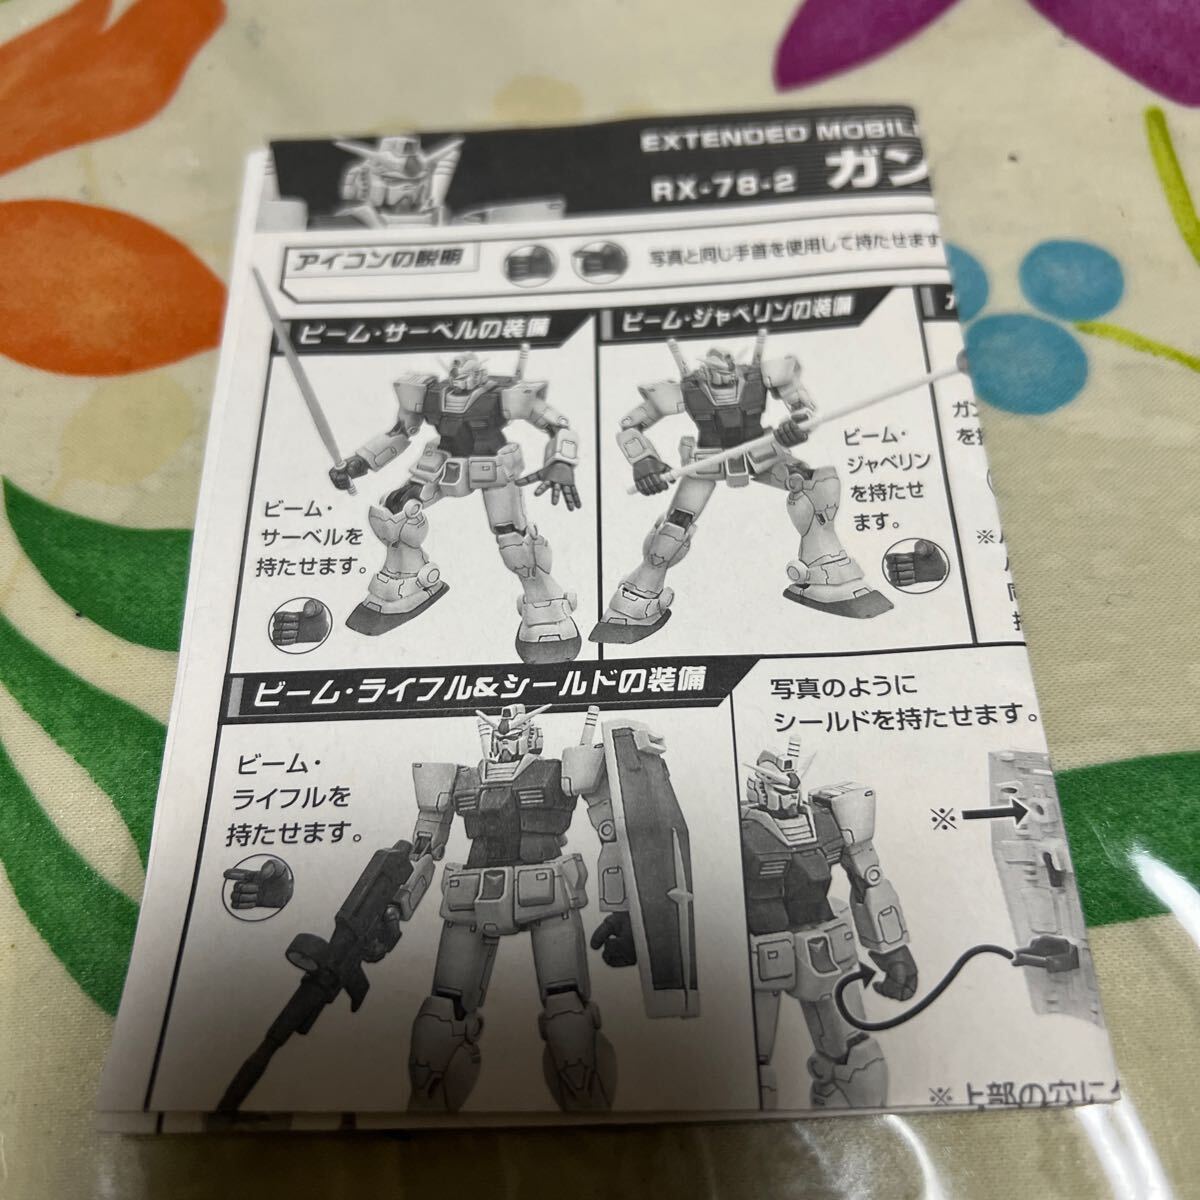 EXTENDED MOBIL
RX-78-2 ガン
アイコンの説明
写真と同じ手首を使用して持たせます
ビーム・サーベルの装備
ビーム・ジャベリンの装備
ビーム・
サーベルを
持たせます。
ビーム・
ジャベリン
を持たせ
ます。
ガン
を
※
ビーム・ライフル&シールドの装備
ビーム・
ライフルを
持たせます。
写真のように
シールドを持たせます。
※
※上部の穴に